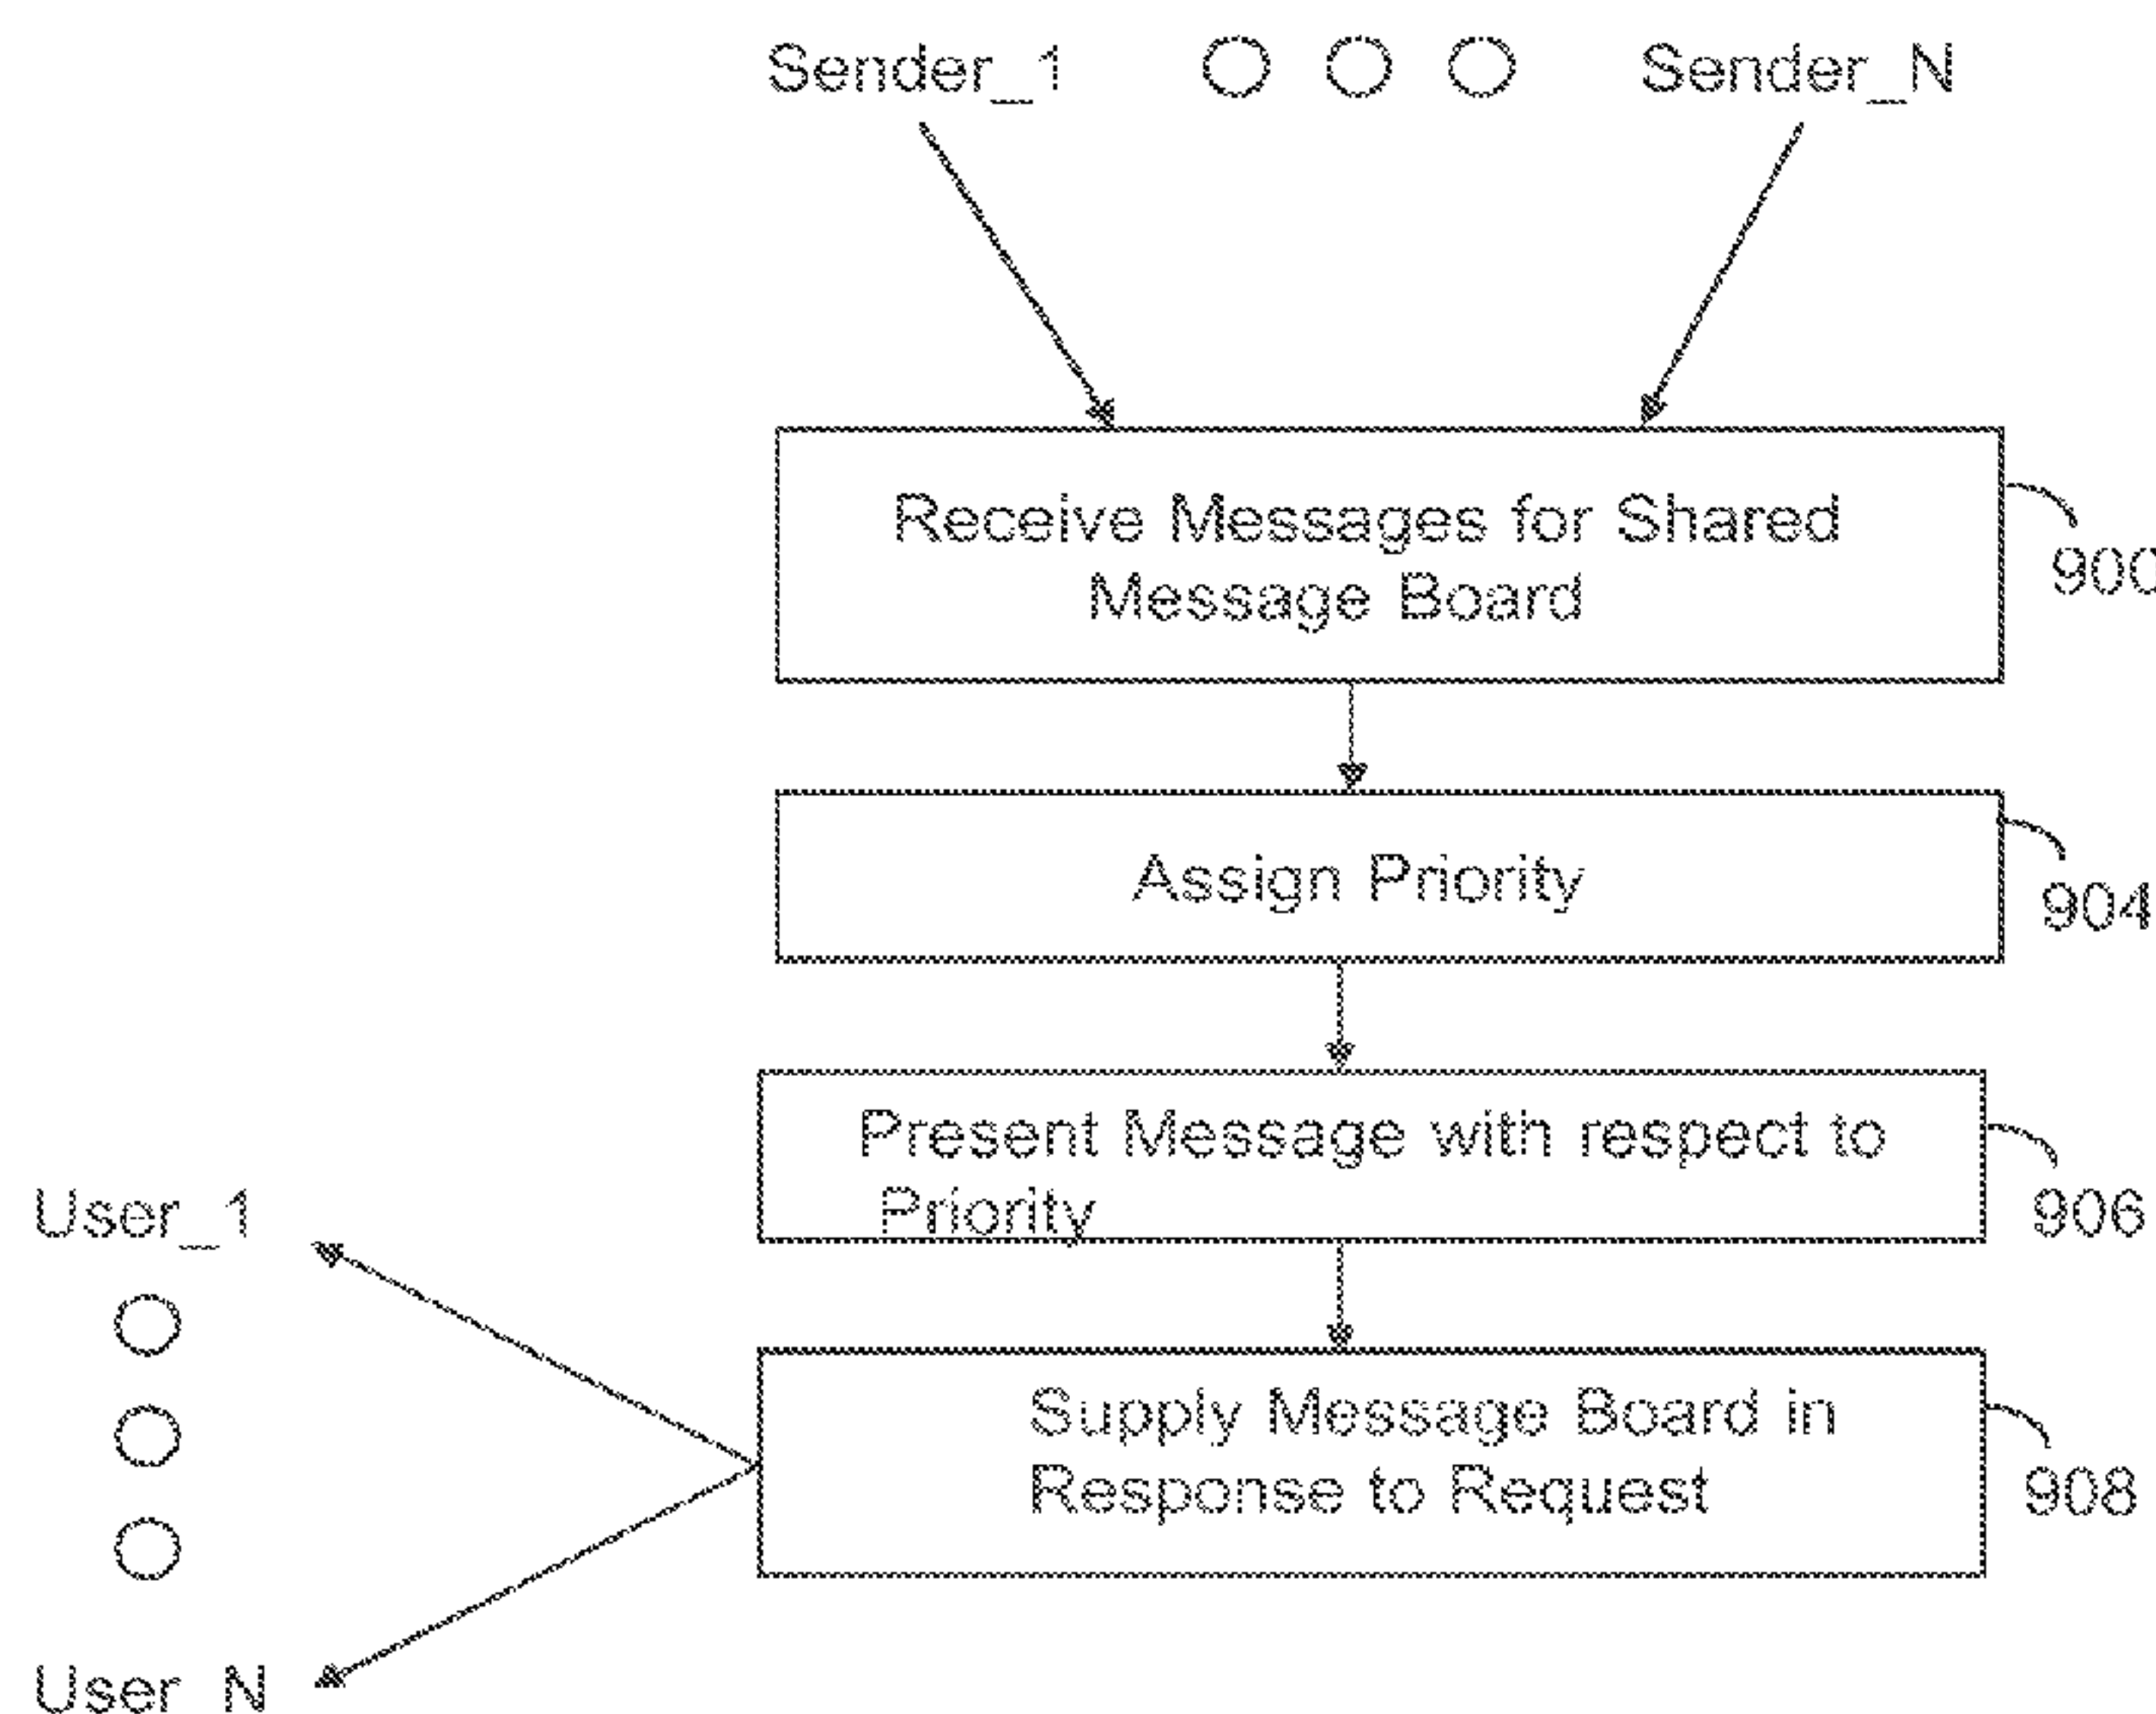 Sender_1 Sender_N
Receive Messages for Shared
Message Board
900
Assign Priority
904
Present Message with respect to
Priority
906
User_1
Supply Message Board in
Response to Request
908
User_N